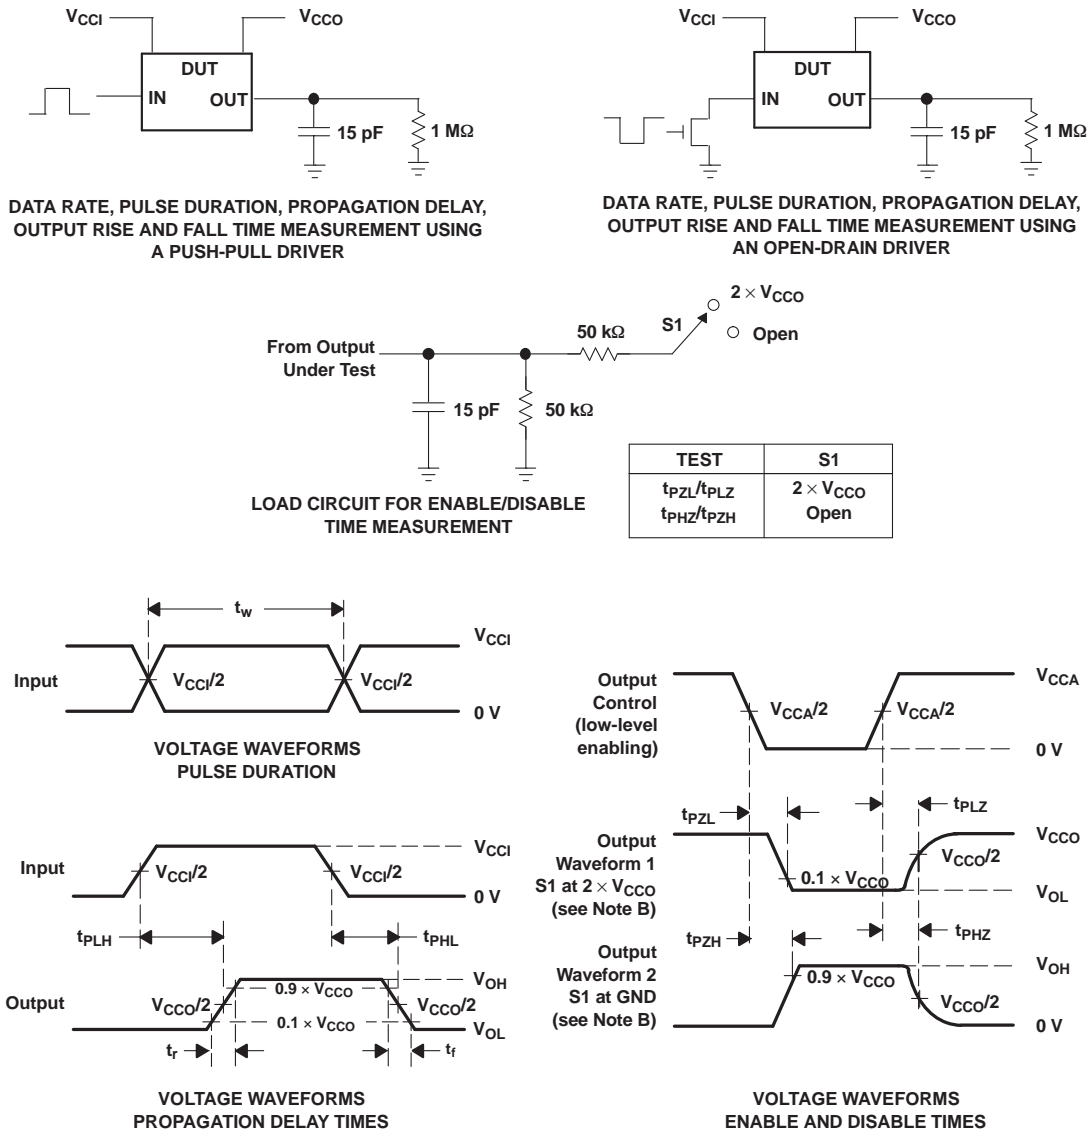 VCCI VCCO
DUT
IN OUT
15 pF 1 MΩ
DATA RATE, PULSE DURATION, PROPAGATION DELAY,
OUTPUT RISE AND FALL TIME MEASUREMENT USING
A PUSH-PULL DRIVER
VCCI VCCO
DUT
IN OUT
15 pF 1 MΩ
DATA RATE, PULSE DURATION, PROPAGATION DELAY,
OUTPUT RISE AND FALL TIME MEASUREMENT USING
AN OPEN-DRAIN DRIVER
2 × VCCO
S1
50 kΩ
Open
From Output
Under Test
15 pF 50 kΩ
LOAD CIRCUIT FOR ENABLE/DISABLE
TIME MEASUREMENT
TEST S1
tPZL/tPLZ 2 × VCCO
tPHZ/tPZH Open
tw
VCCI
Input VCCI/2 VCCI/2
0 V
VOLTAGE WAVEFORMS
PULSE DURATION
VCCI
Input VCCI/2 VCCI/2
0 V
tPLH tPHL
VOH
0.9 × VCCO
Output VCCO/2 VCCO/2
0.1 × VCCO
VOL
tr tf
VOLTAGE WAVEFORMS
PROPAGATION DELAY TIMES
Output
Control
(low-level
enabling)
VCCA
VCCA/2 VCCA/2
0 V
tPZL tPLZ
Output
Waveform 1
S1 at 2 × VCCO
(see Note B)
VCCO
VCCO/2
0.1 × VCCO
VOL
tPZH tPHZ
Output
Waveform 2
S1 at GND
(see Note B)
VOH
0.9 × VCCO
VCCO/2
0 V
VOLTAGE WAVEFORMS
ENABLE AND DISABLE TIMES